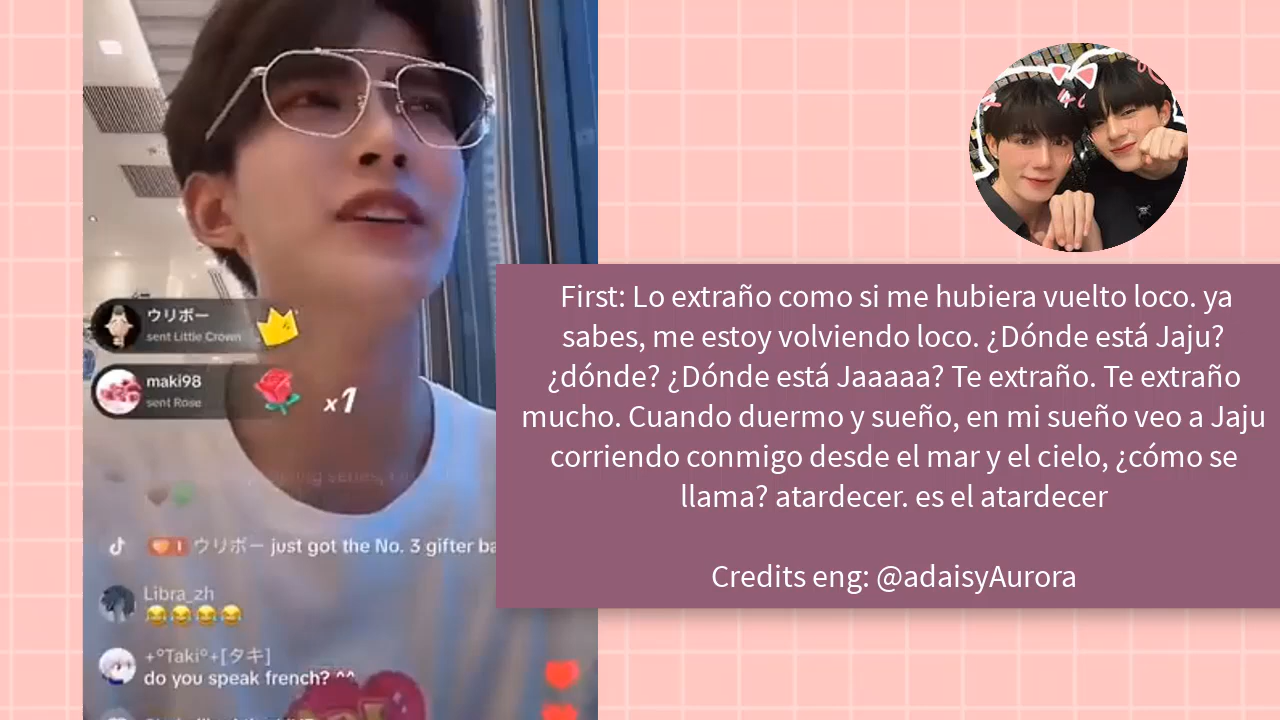 First: Lo extraño como si me hubiera vuelto loco. ya
sabes, me estoy volviendo loco. ¿Dónde está Jaju?
¿dónde? ¿Dónde está Jaaaaa? Te extraño. Te extraño
mucho. Cuando duermo y sueño, en mi sueño veo a Jaju
corriendo conmigo desde el mar y el cielo, ¿cómo se
llama? atardecer. es el atardecer
Credits eng: @adaisyAurora
ウリボー
sent Little Crown
maki98
sent Rose
x1
1 ウリボー just got the No. 3 gifter ba
Libra_zh
😂😂😂😂
+°Taki°+[タキ]
do you speak french? ^^